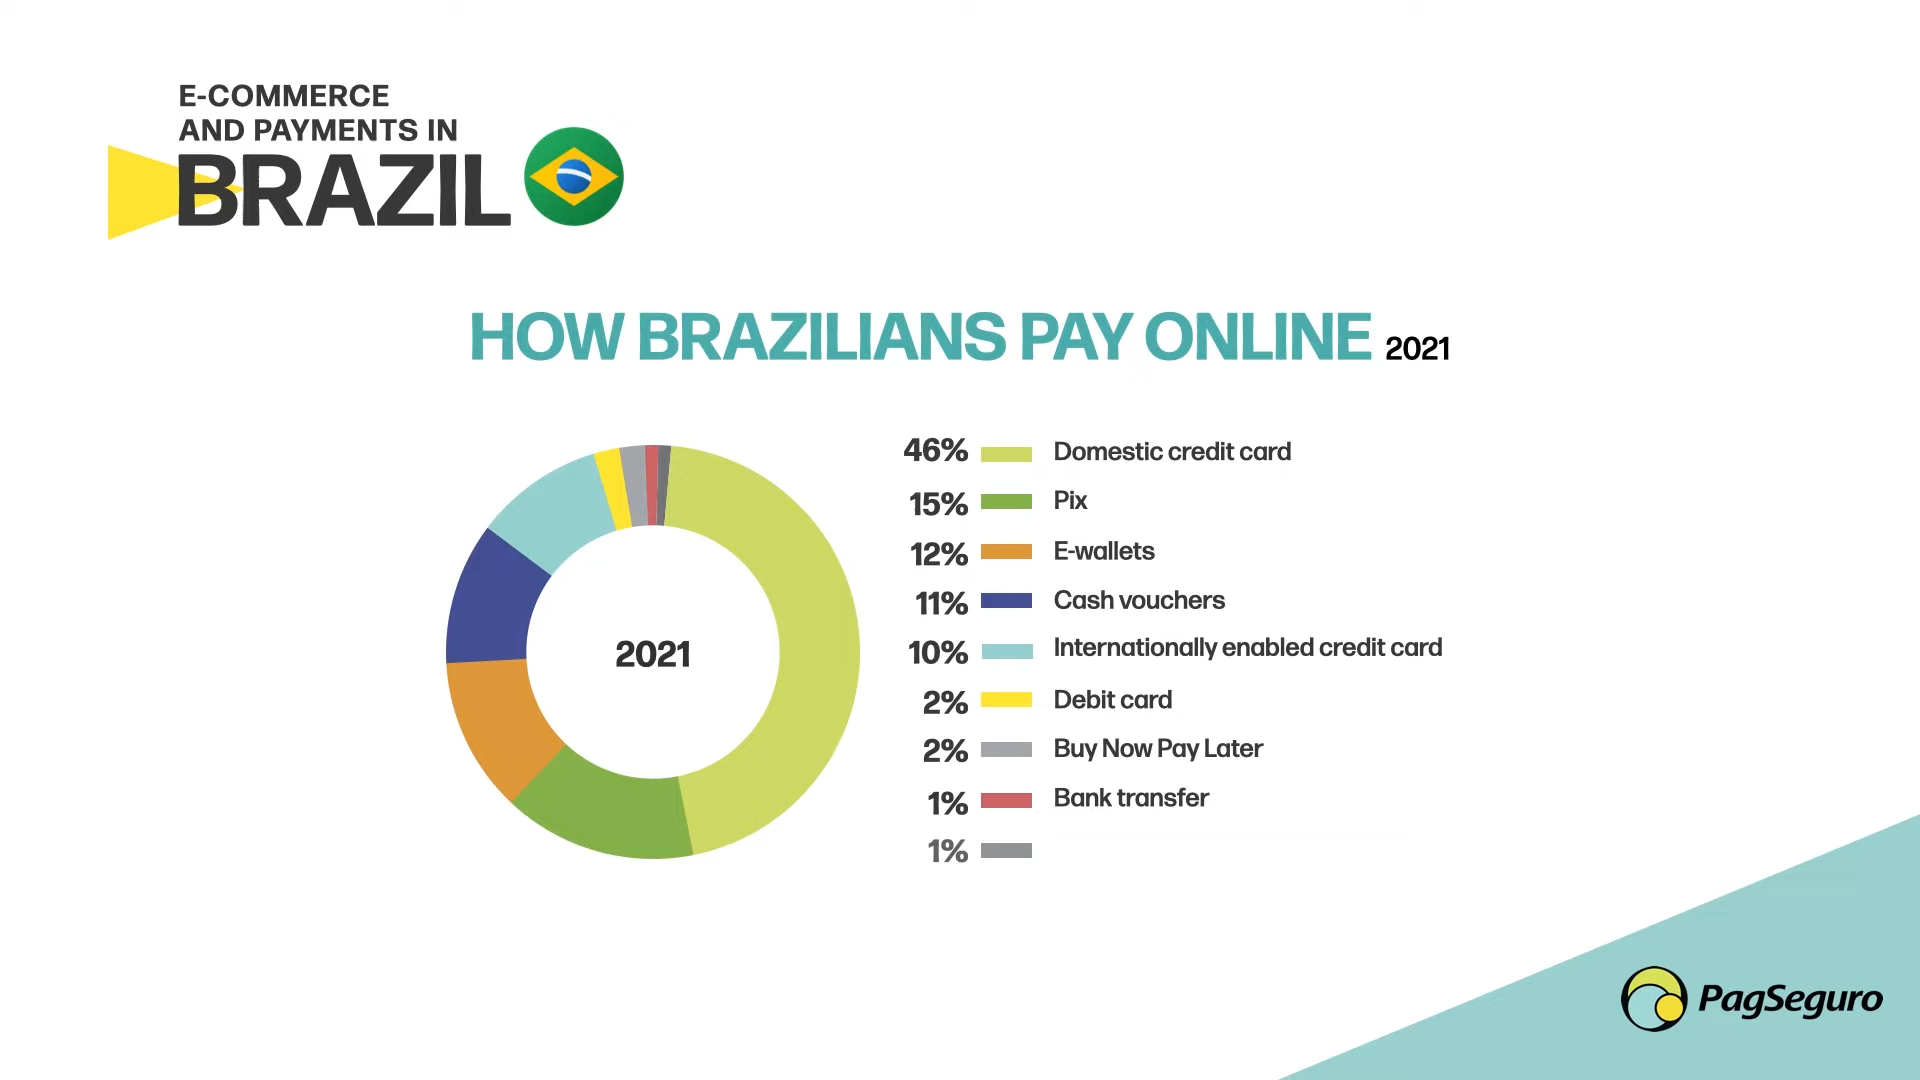 E-COMMERCE
AND PAYMENTS IN
BRAZIL
HOW BRAZILIANS PAY ONLINE 2021
2021
46% Domestic credit card
15% Pix
12% E-wallets
11% Cash vouchers
10% Internationally enabled credit card
2% Debit card
2% Buy Now Pay Later
1% Bank transfer
1%
PagSeguro